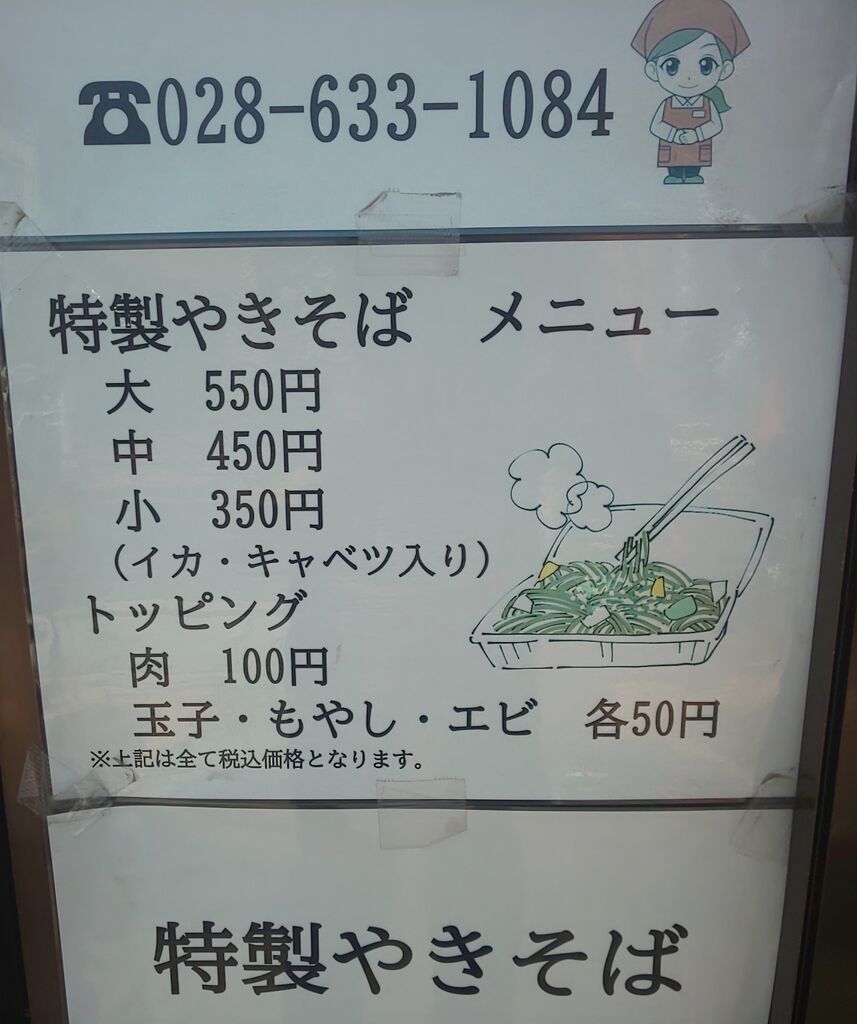 ☎028-633-1084
特製やきそば　メニュー
大　550円
中　450円
小　350円
（イカ・キャベツ入り）
トッピング
肉　100円
玉子・もやし・エビ　各50円
※上記は全て税込価格となります。
特製やきそば